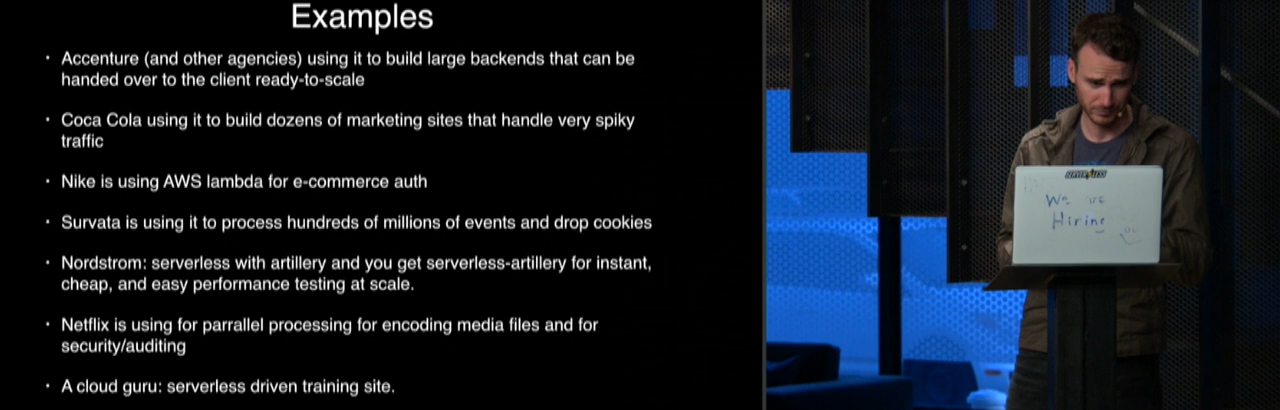 Examples
· Accenture (and other agencies) using it to build large backends that can be
handed over to the client ready-to-scale
· Coca Cola using it to build dozens of marketing sites that handle very spiky
traffic
· Nike is using AWS lambda for e-commerce auth
· Survata is using it to process hundreds of millions of events and drop cookies
· Nordstrom: serverless with artillery and you get serverless-artillery for instant,
cheap, and easy performance testing at scale.
· Netflix is using for parrallel processing for encoding media files and for
security/auditing
· A cloud guru: serverless driven training site.
SERVERLESS
We are
Hiring